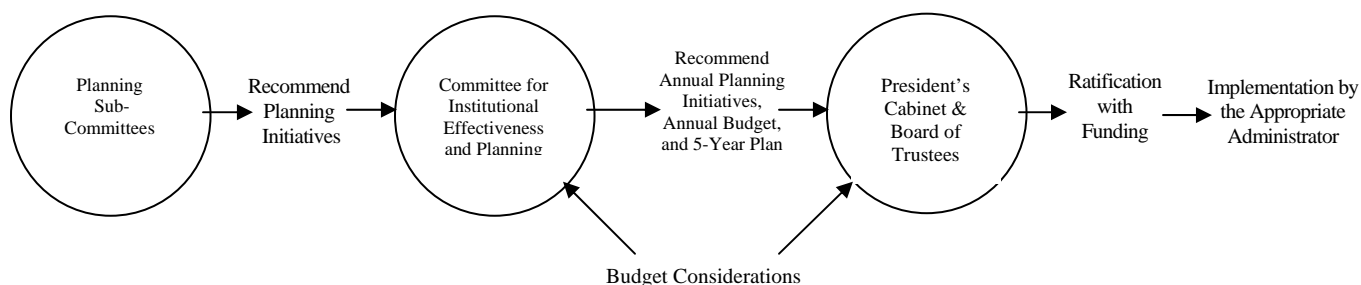 Planning
Sub-
Committees
Recommend
Planning
Initiatives
Committee for
Institutional
Effectiveness
and Planning
Recommend
Annual Planning
Initiatives,
Annual Budget,
and 5-Year Plan
President’s
Cabinet &
Board of
Trustees
Ratification
with
Funding
Implementation by
the Appropriate
Administrator
Budget Considerations